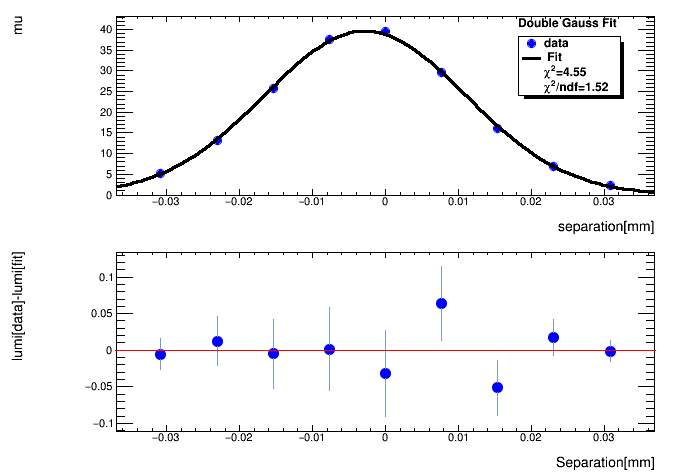 mu
Double Gauss Fit
data
Fit
χ²=4.55
χ²/ndf=1.52
40
35
30
25
20
15
10
5
0
−0.03 −0.02 −0.01 0 0.01 0.02 0.03
separation[mm]
lumi[data]-lumi[fit]
0.1
0.05
0
−0.05
−0.1
−0.03 −0.02 −0.01 0 0.01 0.02 0.03
Separation[mm]